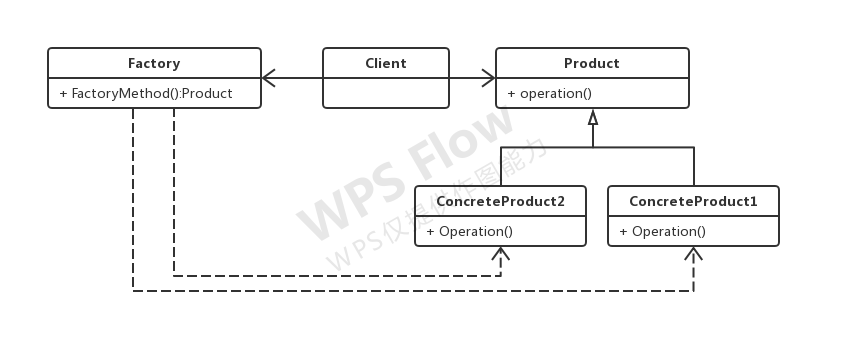 Factory
+ FactoryMethod():Product
Client
Product
+ operation()
ConcreteProduct2
+ Operation()
ConcreteProduct1
+ Operation()
WPS Flow
WPS仅提供作图能力